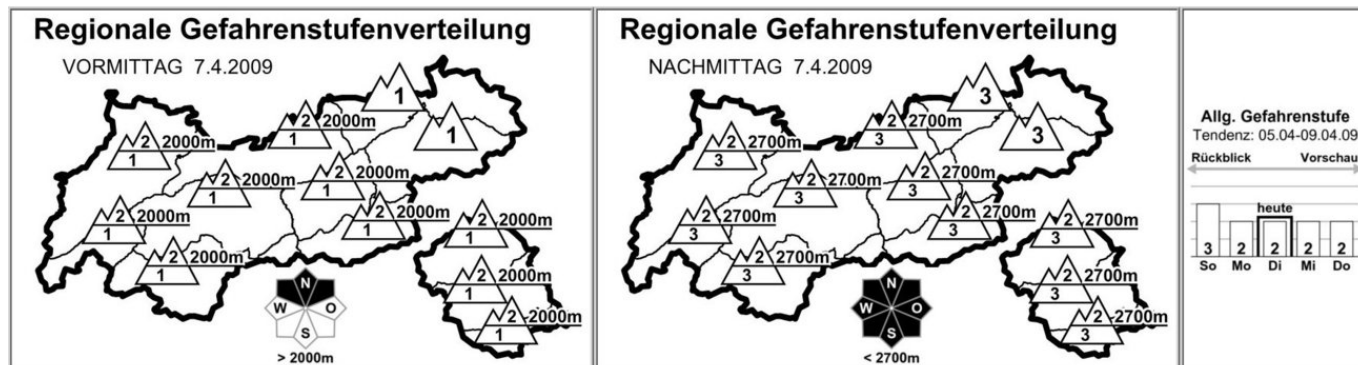 Regionale Gefahrenstufenverteilung
VORMITTAG 7.4.2009
1
2 2000m
1
1
2 2000m
1
2 2000m
1
2 2000m
1
2 2000m
1
2 2000m
1
2 2000m
1
2 2000m
1
2 2000m
1
2 2000m
1
N
W O
S
> 2000m
Regionale Gefahrenstufenverteilung
NACHMITTAG 7.4.2009
3
2 2700m
3
3
2 2700m
3
2 2700m
3
2 2700m
3
2 2700m
3
2 2700m
3
2 2700m
3
2 2700m
3
2 2700m
3
2 2700m
3
N
W O
S
< 2700m
Allg. Gefahrenstufe
Tendenz: 05.04-09.04.09
Rückblick Vorschau
heute
3 2 2 2 2
So Mo Di Mi Do